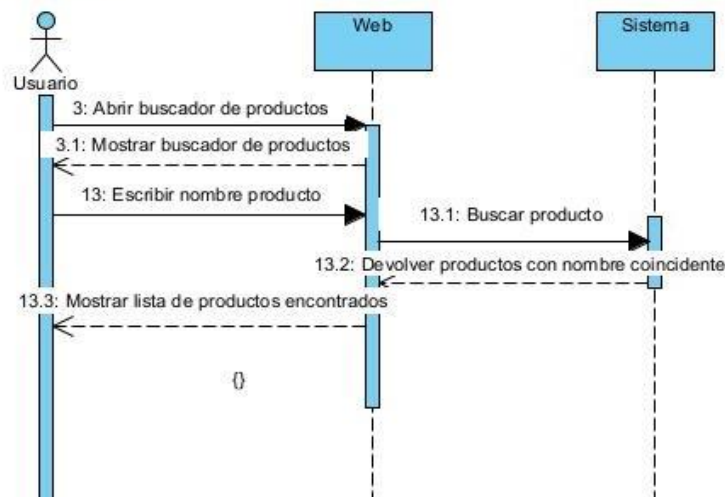 Web
Sistema
Usuario
3: Abrir buscador de productos
3.1: Mostrar buscador de productos
13: Escribir nombre producto
13.1: Buscar producto
13.2: Devolver productos con nombre coincidente
13.3: Mostrar lista de productos encontrados
{}